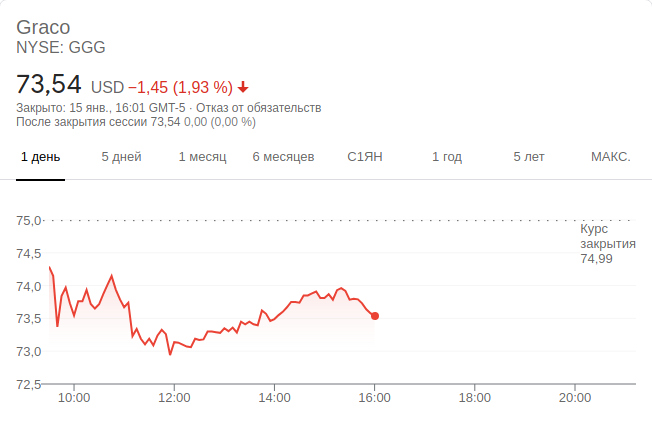 Graco
NYSE: GGG
73,54 USD −1,45 (1,93 %)
Закрыто: 15 янв., 16:01 GMT-5 · Отказ от обязательств
После закрытия сессии 73,54 0,00 (0,00 %)
1 день 5 дней 1 месяц 6 месяцев С1ЯН 1 год 5 лет МАКС.
75,0
Курс
закрытия
74,99
74,5
74,0
73,5
73,0
72,5
10:00 12:00 14:00 16:00 18:00 20:00